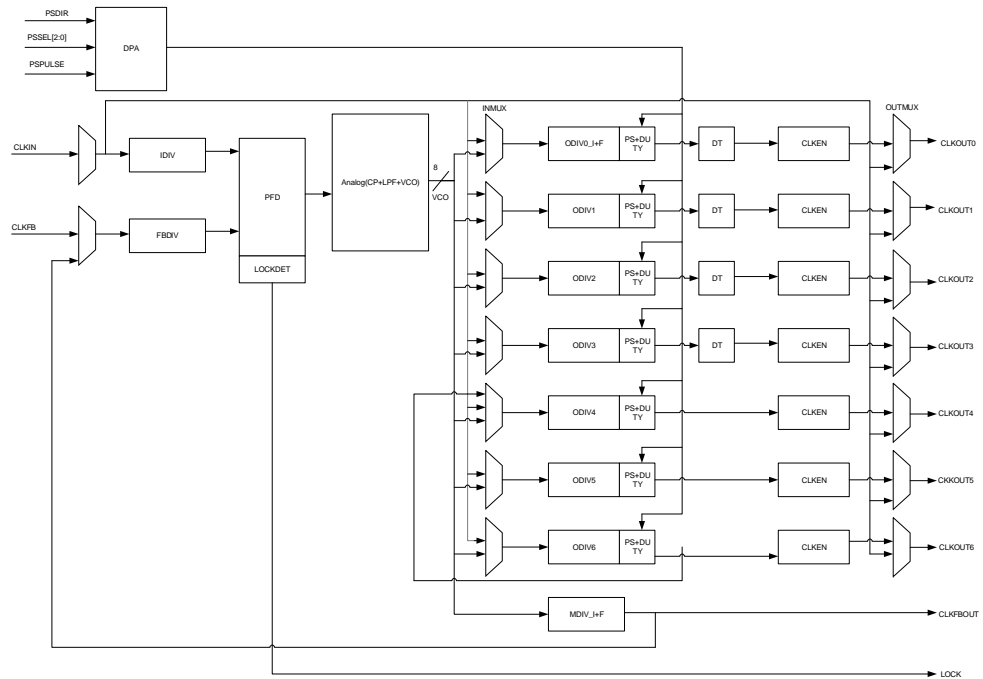 PSDIR
PSSEL[2:0]
PSPULSE
DPA
INMUX
OUTMUX
CLKIN
IDIV
PFD
Analog(CP+LPF+VCO)
8
VCO
ODIV0_I+F
PS+DU
TY
DT
CLKEN
CLKOUT0
CLKFB
FBDIV
LOCKDET
ODIV1
PS+DU
TY
DT
CLKEN
CLKOUT1
ODIV2
PS+DU
TY
DT
CLKEN
CLKOUT2
ODIV3
PS+DU
TY
DT
CLKEN
CLKOUT3
ODIV4
PS+DU
TY
CLKEN
CLKOUT4
ODIV5
PS+DU
TY
CLKEN
CKKOUT5
ODIV6
PS+DU
TY
CLKEN
CLKOUT6
MDIV_I+F
CLKFBOUT
LOCK